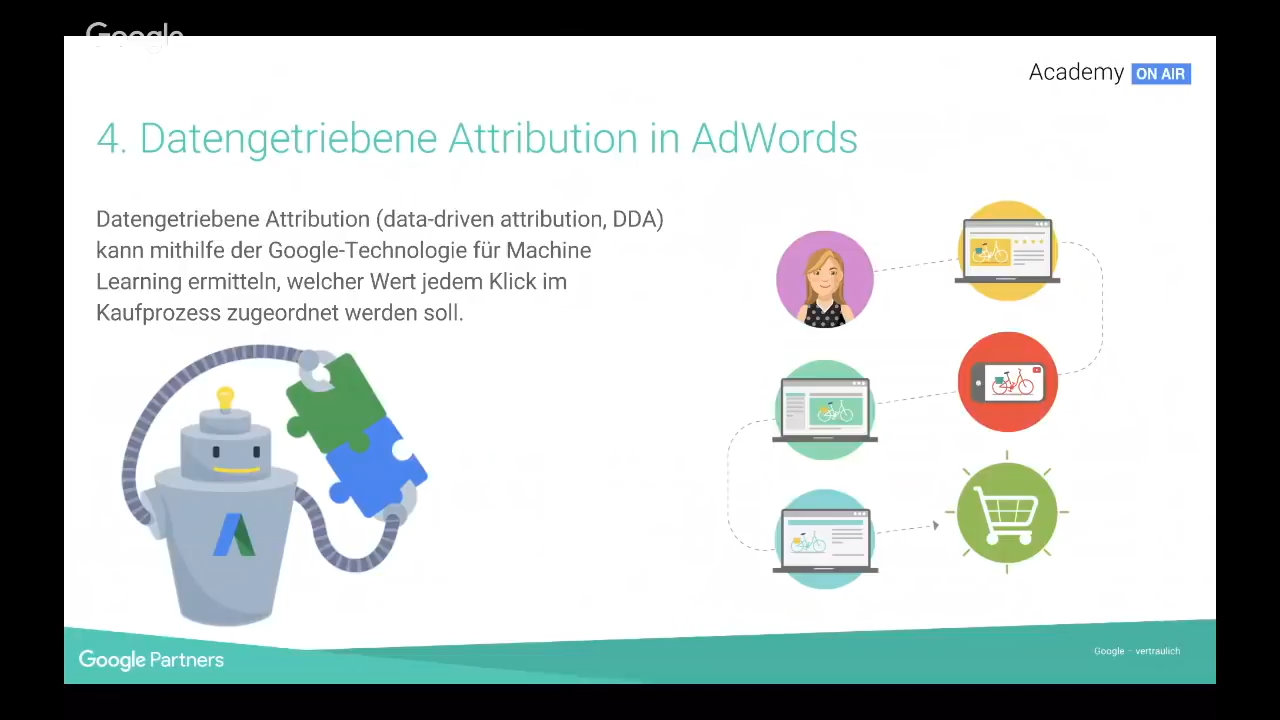 Google
Academy ON AIR
4. Datengetriebene Attribution in AdWords
Datengetriebene Attribution (data-driven attribution, DDA)
kann mithilfe der Google-Technologie für Machine
Learning ermitteln, welcher Wert jedem Klick im
Kaufprozess zugeordnet werden soll.
Google Partners
Google – vertraulich